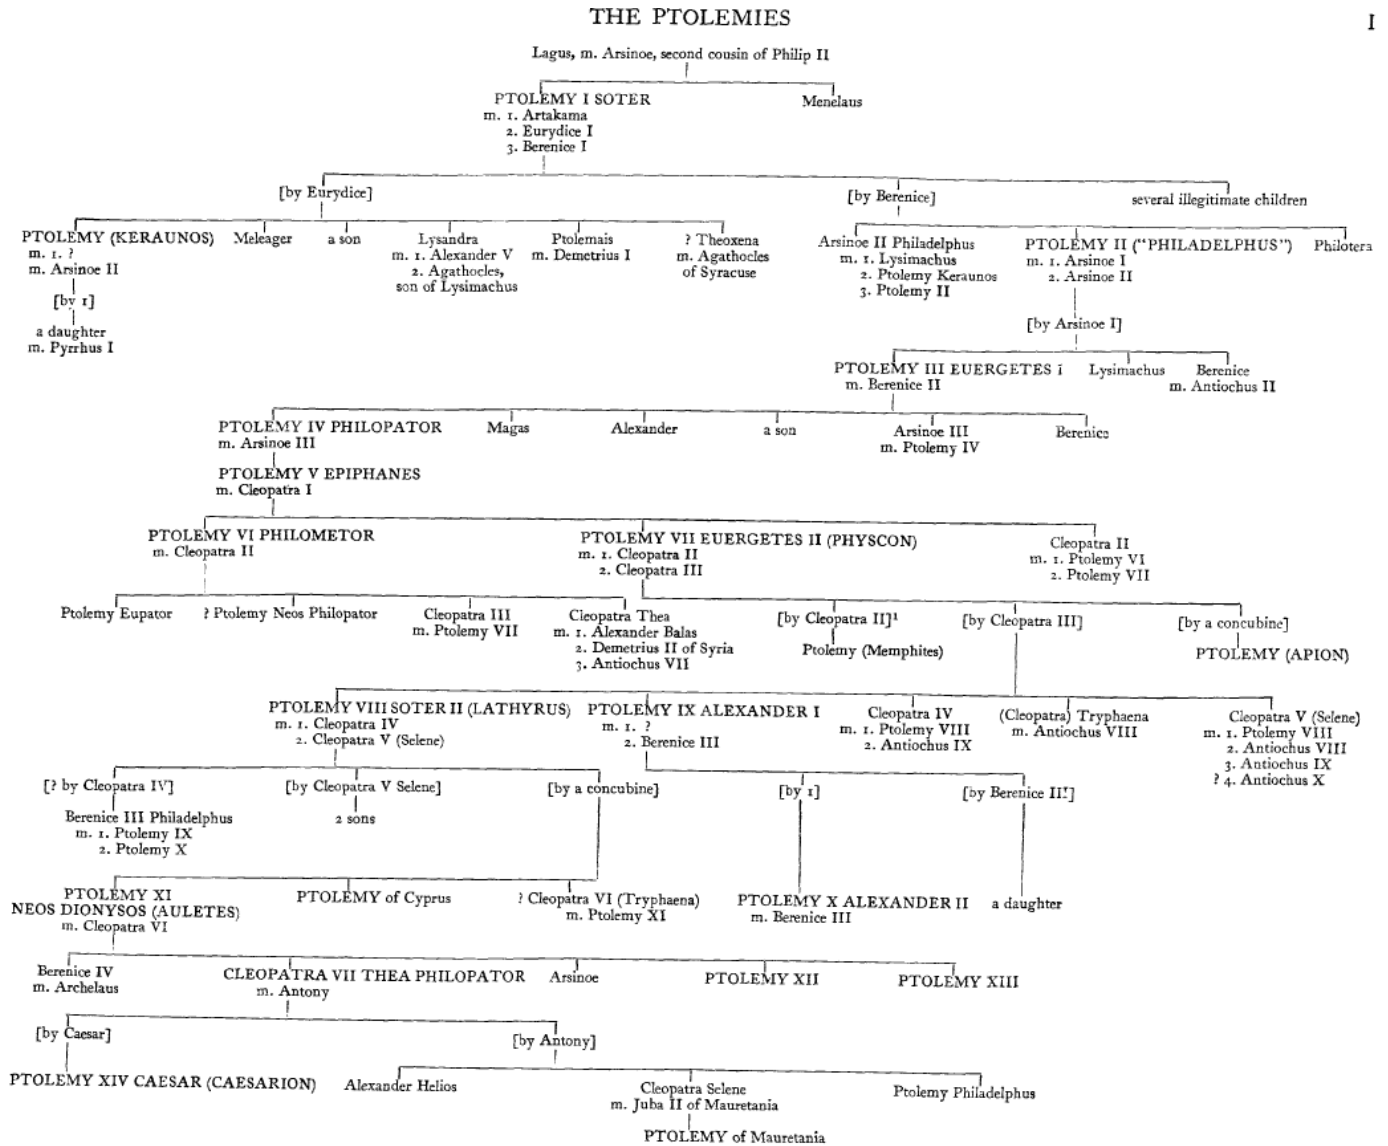 THE PTOLEMIES
I
Lagus, m. Arsinoe, second cousin of Philip II
PTOLEMY I SOTER
m. 1. Artakama
2. Eurydice I
3. Berenice I
Menelaus
[by Eurydice]
[by Berenice]
several illegitimate children
PTOLEMY (KERAUNOS)
m. 1. ?
m. Arsinoe II
[by 1]
a daughter
m. Pyrrhus I
Meleager
a son
Lysandra
m. 1. Alexander V
2. Agathocles,
son of Lysimachus
Ptolemais
m. Demetrius I
? Theoxena
m. Agathocles
of Syracuse
Arsinoe II Philadelphus
m. 1. Lysimachus
2. Ptolemy Keraunos
3. Ptolemy II
PTOLEMY II ("PHILADELPHUS")
m. 1. Arsinoe I
2. Arsinoe II
Philotera
[by Arsinoe I]
PTOLEMY III EUERGETES I
m. Berenice II
Lysimachus
Berenice
m. Antiochus II
PTOLEMY IV PHILOPATOR
m. Arsinoe III
Magas
Alexander
a son
Arsinoe III
m. Ptolemy IV
Berenice
PTOLEMY V EPIPHANES
m. Cleopatra I
PTOLEMY VI PHILOMETOR
m. Cleopatra II
PTOLEMY VII EUERGETES II (PHYSCON)
m. 1. Cleopatra II
2. Cleopatra III
Cleopatra II
m. 1. Ptolemy VI
2. Ptolemy VII
Ptolemy Eupator
? Ptolemy Neos Philopator
Cleopatra III
m. Ptolemy VII
Cleopatra Thea
m. 1. Alexander Balas
2. Demetrius II of Syria
3. Antiochus VII
[by Cleopatra II]¹
Ptolemy (Memphites)
[by Cleopatra III]
[by a concubine]
PTOLEMY (APION)
PTOLEMY VIII SOTER II (LATHYRUS)
m. 1. Cleopatra IV
2. Cleopatra V (Selene)
PTOLEMY IX ALEXANDER I
m. 1. ?
2. Berenice III
Cleopatra IV
m. 1. Ptolemy VIII
2. Antiochus IX
(Cleopatra) Tryphaena
m. Antiochus VIII
Cleopatra V (Selene)
m. 1. Ptolemy VIII
2. Antiochus VIII
3. Antiochus IX
? 4. Antiochus X
[? by Cleopatra IV]
Berenice III Philadelphus
m. 1. Ptolemy IX
2. Ptolemy X
[by Cleopatra V Selene]
2 sons
[by a concubine]
[by 1]
[by Berenice III]
PTOLEMY XI
NEOS DIONYSOS (AULETES)
m. Cleopatra VI
PTOLEMY of Cyprus
? Cleopatra VI (Tryphaena)
m. Ptolemy XI
PTOLEMY X ALEXANDER II
m. Berenice III
a daughter
Berenice IV
m. Archelaus
CLEOPATRA VII THEA PHILOPATOR
m. Antony
Arsinoe
PTOLEMY XII
PTOLEMY XIII
[by Caesar]
[by Antony]
PTOLEMY XIV CAESAR (CAESARION)
Alexander Helios
Cleopatra Selene
m. Juba II of Mauretania
Ptolemy Philadelphus
PTOLEMY of Mauretania